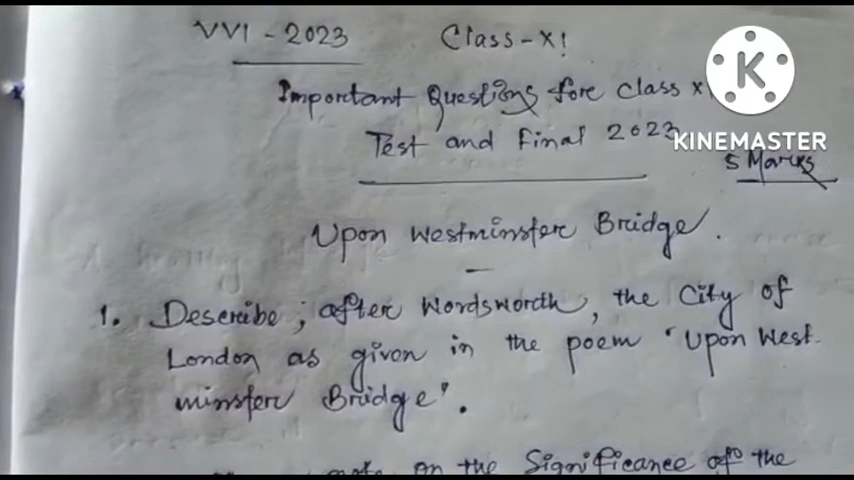 VVI - 2023 Class - XI
Important Questions fore class XI
Test and Final 2023
KINEMASTER
5 Marks
Upon Westminster Bridge.
1. Describe, after Wordsworth, the City of
London as given in the poem 'Upon West-
minster Bridge'.
note on the Significance of the